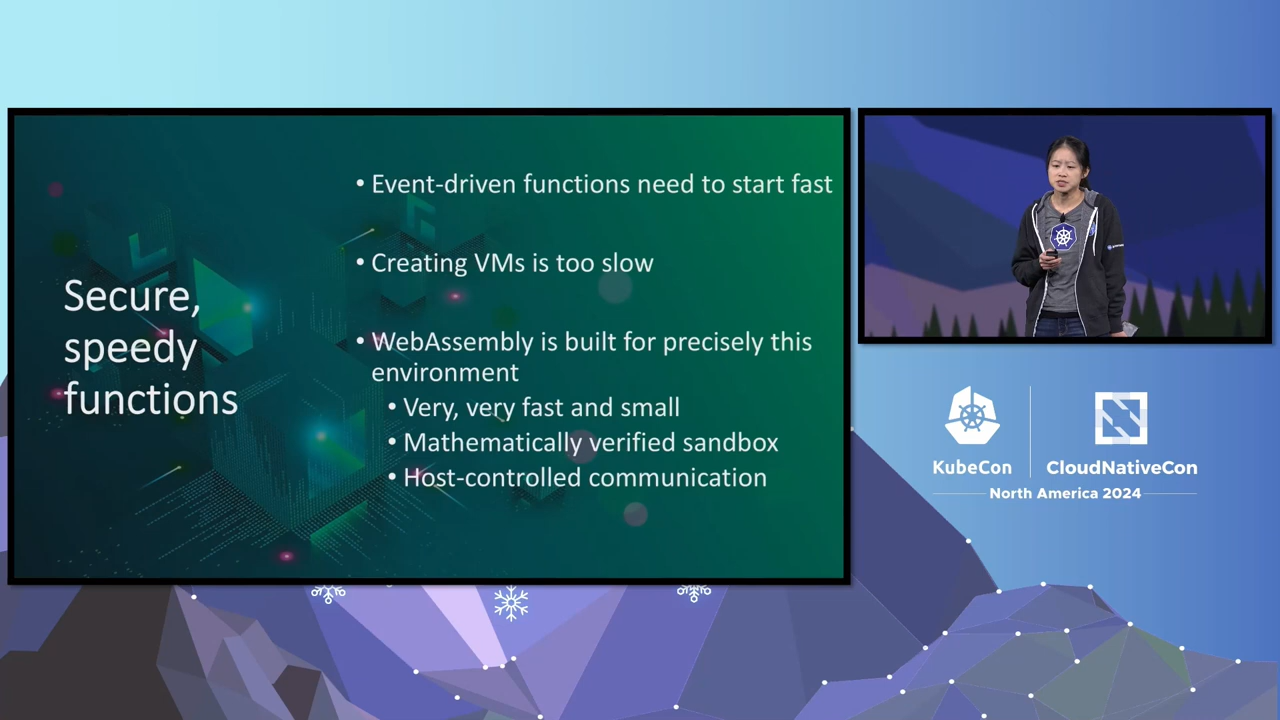 Secure,
speedy
functions
• Event-driven functions need to start fast
• Creating VMs is too slow
• WebAssembly is built for precisely this
environment
• Very, very fast and small
• Mathematically verified sandbox
• Host-controlled communication
KubeCon
CloudNativeCon
North America 2024